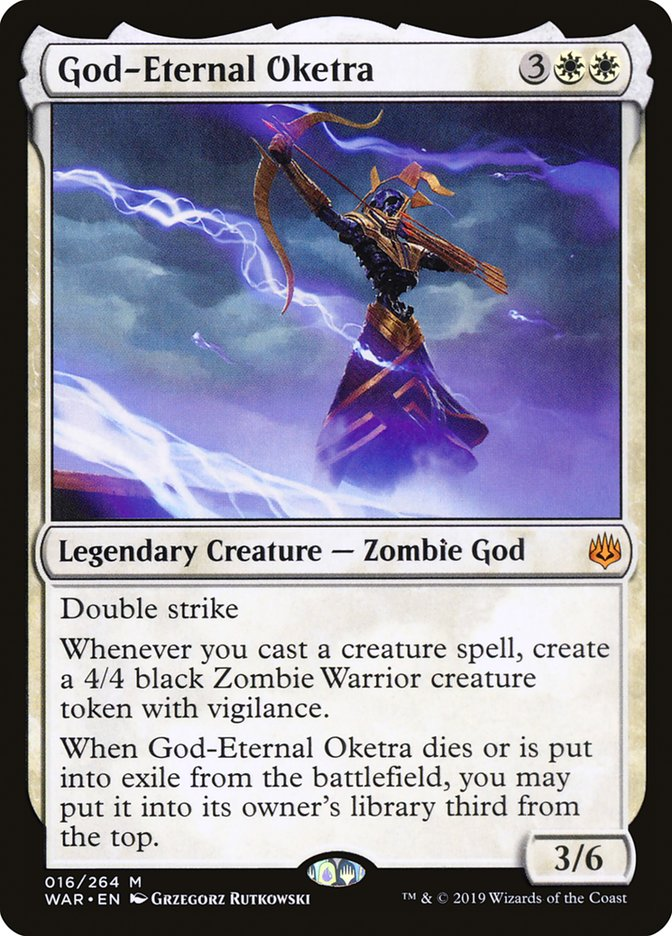 God-Eternal Oketra 3
Legendary Creature — Zombie God
Double strike
Whenever you cast a creature spell, create
a 4/4 black Zombie Warrior creature
token with vigilance.
When God-Eternal Oketra dies or is put
into exile from the battlefield, you may
put it into its owner's library third from
the top.
3/6
016/264 M
WAR • EN Grzegorz Rutkowski
™ & © 2019 Wizards of the Coast